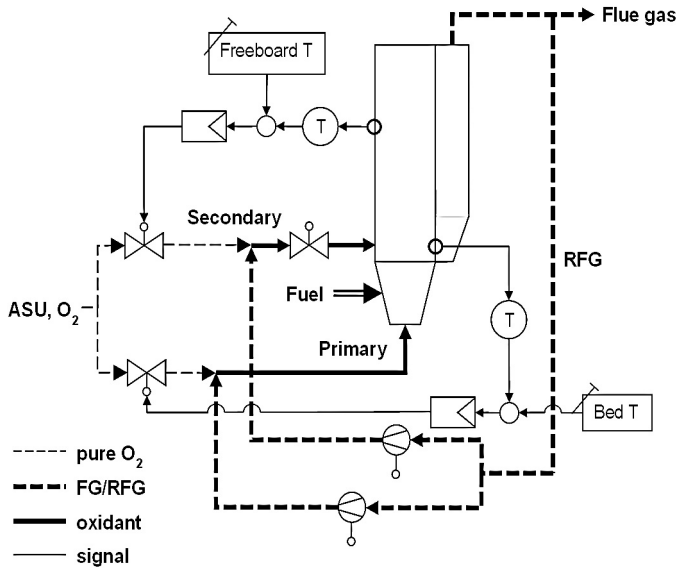 Flue gas
Freeboard T
T
Secondary
RFG
Fuel
ASU, O2
T
Primary
Bed T
pure O2
FG/RFG
oxidant
signal